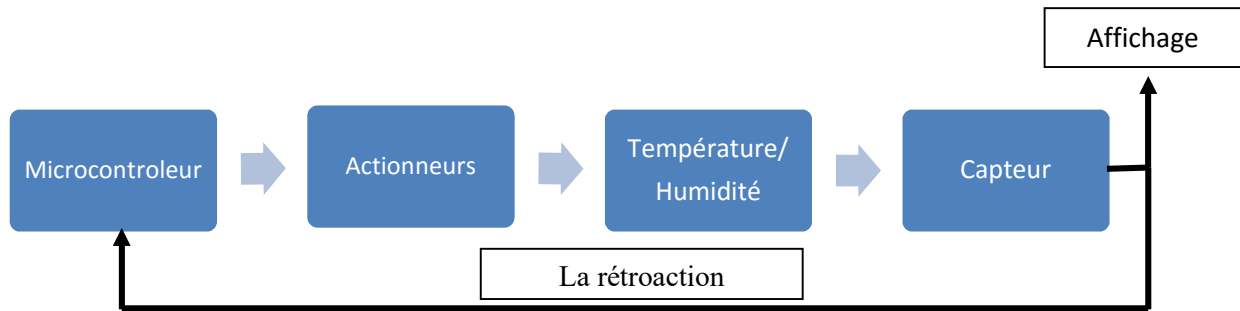 Affichage
Microcontroleur
Actionneurs
Température/
Humidité
Capteur
La rétroaction